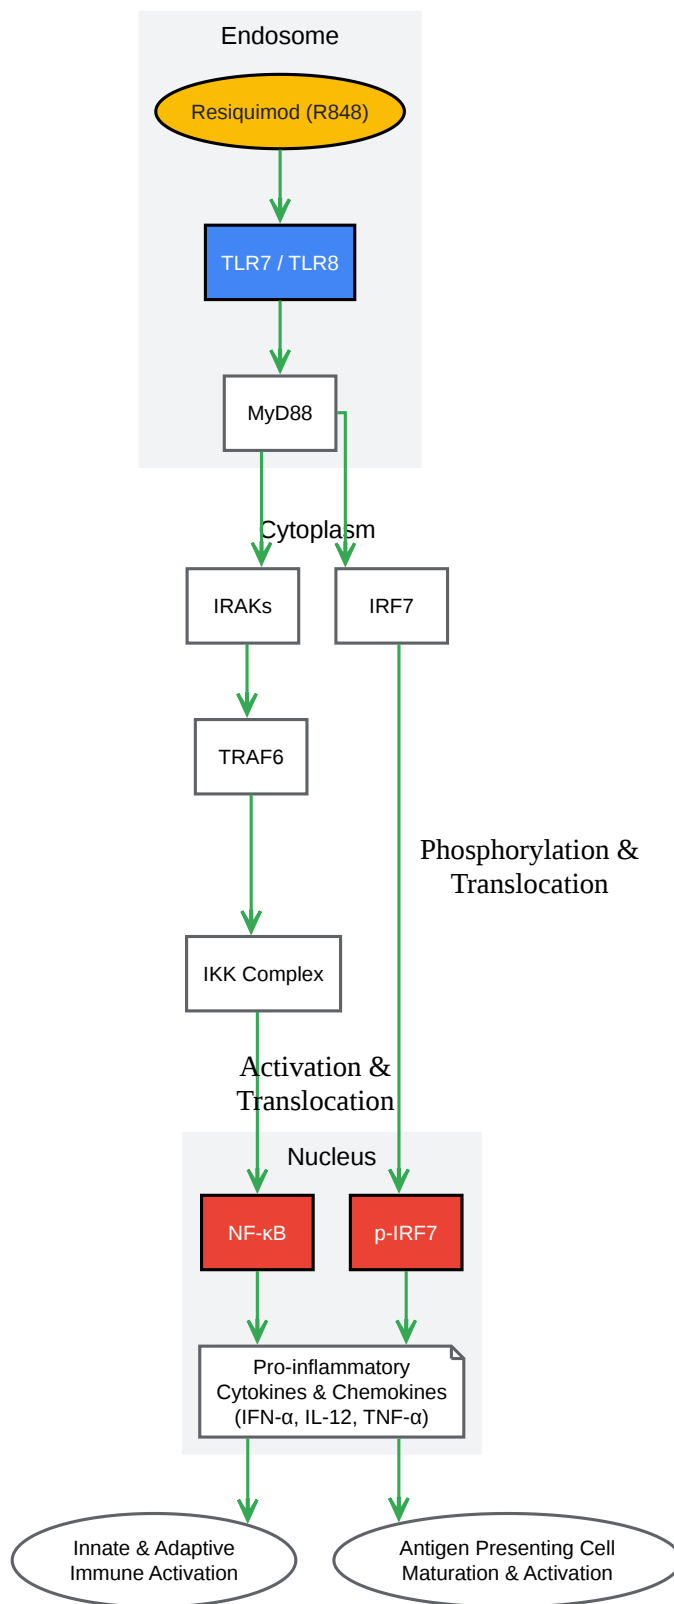 Endosome
Resiquimod (R848)
TLR7 / TLR8
MyD88
Cytoplasm
IRAKs
IRF7
TRAF6
Phosphorylation &
Translocation
IKK Complex
Activation &
Translocation
Nucleus
NF-κB
p-IRF7
Pro-inflammatory
Cytokines & Chemokines
(IFN-α, IL-12, TNF-α)
Innate & Adaptive
Immune Activation
Antigen Presenting Cell
Maturation & Activation